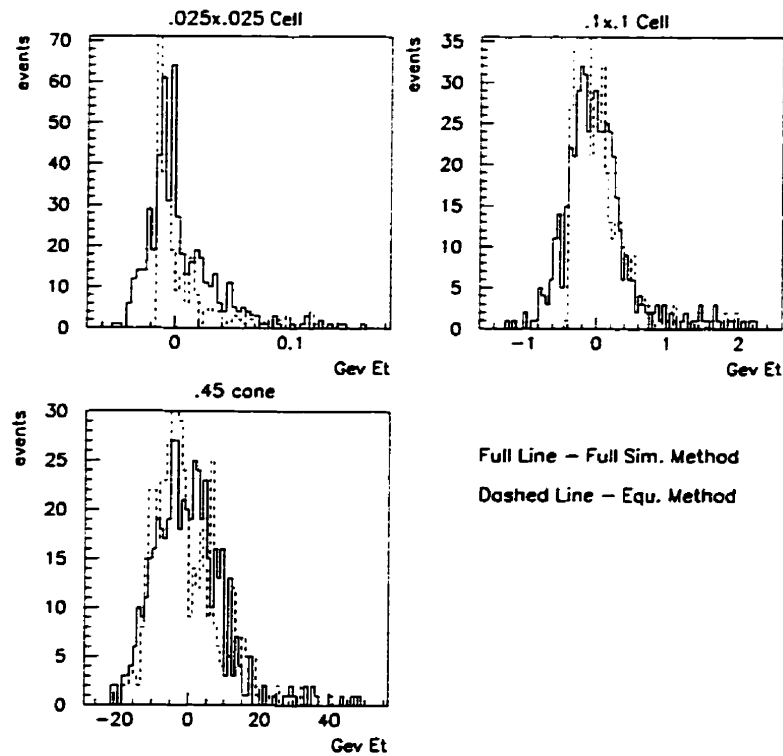 .025x.025 Cell
events
70
60
50
40
30
20
10
0
0 0.1
Gev Et
.1x.1 Cell
events
35
30
25
20
15
10
5
0
−1 0 1 2
Gev Et
.45 cone
events
30
25
20
15
10
5
0
−20 0 20 40
Gev Et
Full Line − Full Sim. Method
Dashed Line − Equ. Method